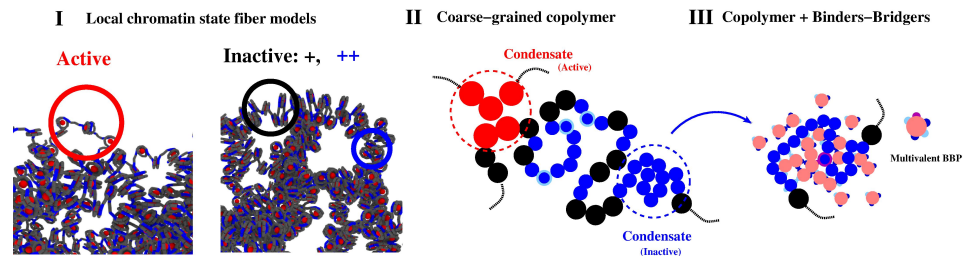 I Local chromatin state fiber models
Active
Inactive: +, ++
II Coarse−grained copolymer
Condensate
(Active)
Condensate
(Inactive)
III Copolymer + Binders−Bridgers
Multivalent BBP